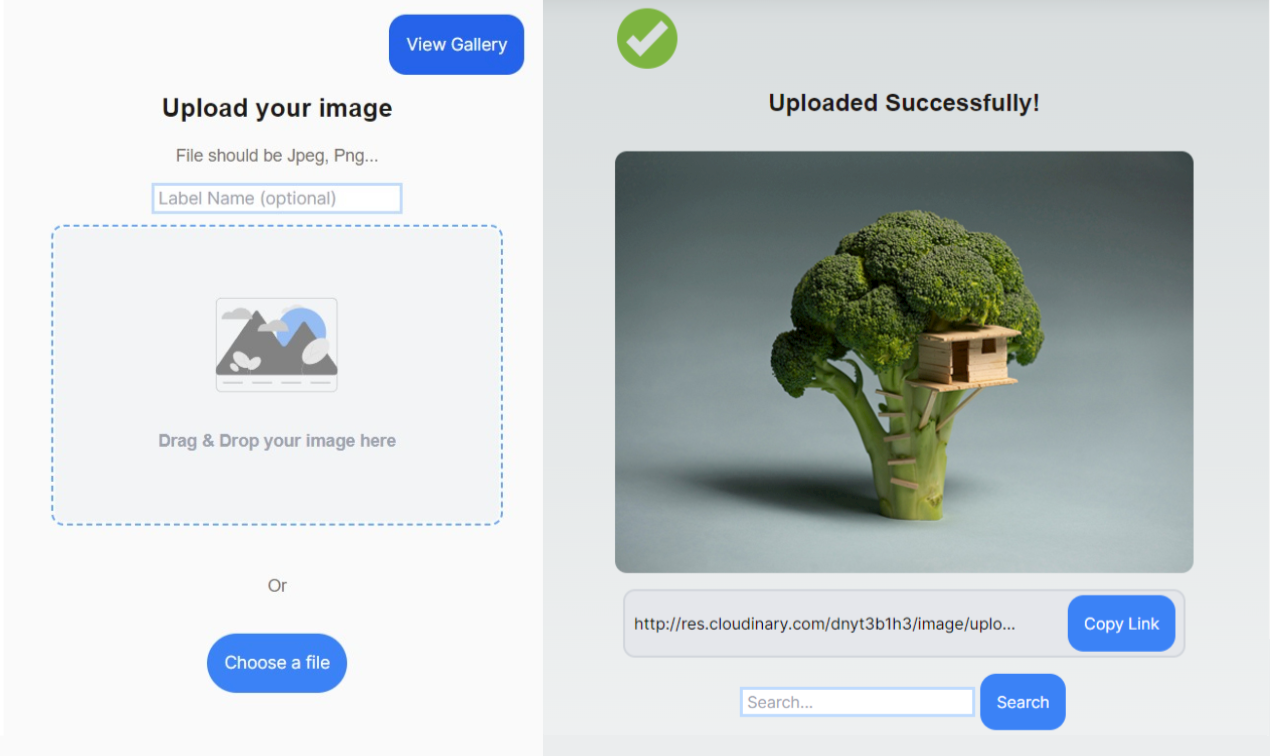 View Gallery
Upload your image
File should be Jpeg, Png...
Label Name (optional)
Drag & Drop your image here
Or
Choose a file
Uploaded Successfully!
http://res.cloudinary.com/dnyt3b1h3/image/uplo...
Copy Link
Search...
Search